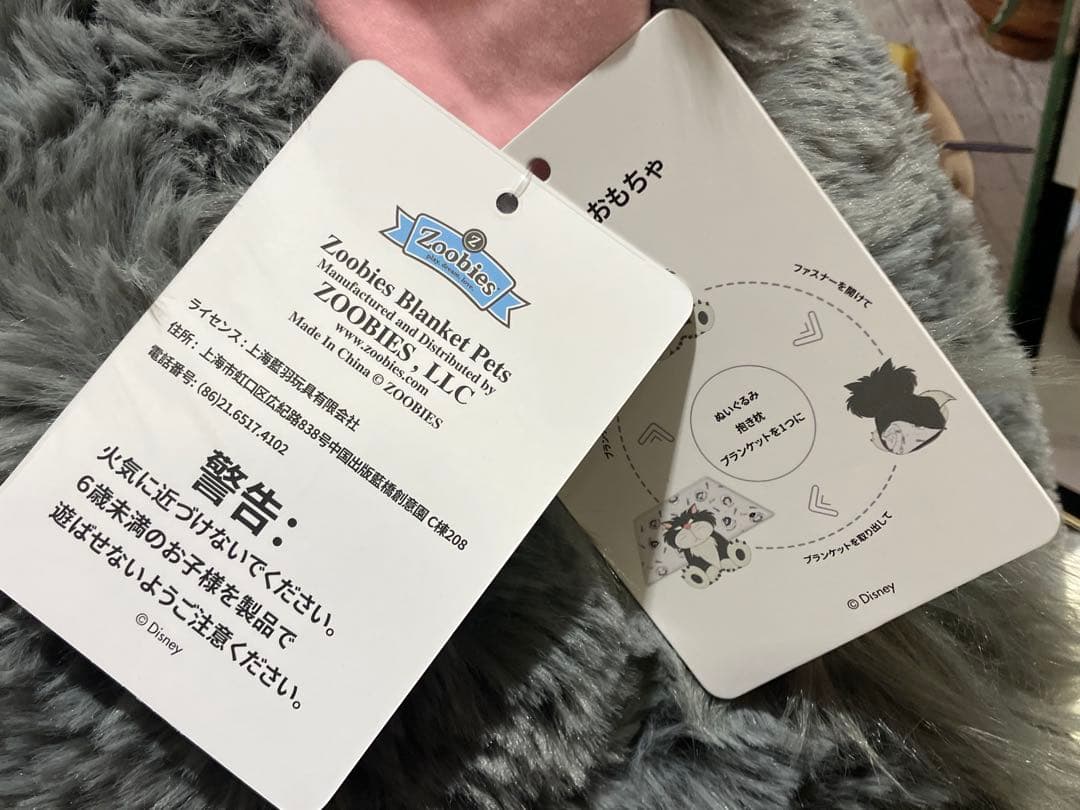 Z
Zoobies
play. dream. love.
Zoobies Blanket Pets
Manufactured and Distributed by
ZOOBIES , LLC
www.zoobies.com
Made In China © ZOOBIES
ライセンス : 上海藍羽玩具有限会社
住所 : 上海市虹口区広紀路838号中国出版藍橋創意園 C棟208
電話番号: (86)21.6517.4102
警告:
火気に近づけないでください。
6歳未満のお子様を製品で
遊ばせないようご注意ください。
© Disney
おもちゃ
ファスナーを開けて
ぬいぐるみ
抱き枕
ブランケットを1つに
ブラン
ブランケットを取り出して
© Disney